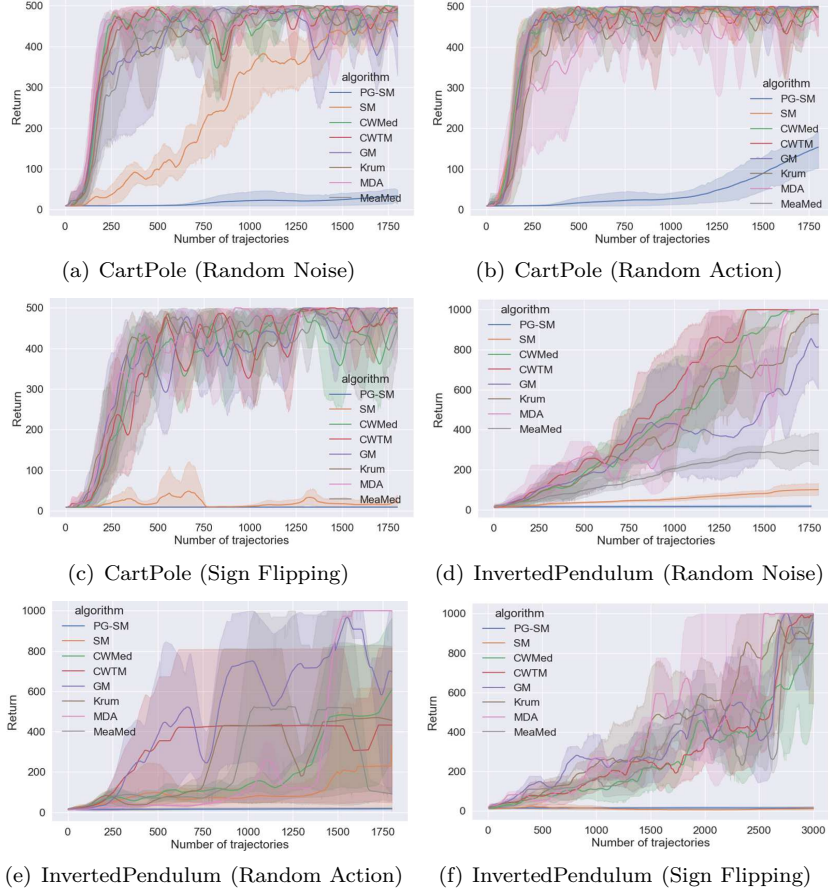 500
400
300
200
100
0
Return
algorithm
PG-SM
SM
CWMed
CWTM
GM
Krum
MDA
MeaMed
0 250 500 750 1000 1250 1500 1750
Number of trajectories
(a) CartPole (Random Noise)
500
400
300
200
100
0
Return
algorithm
PG-SM
SM
CWMed
CWTM
GM
Krum
MDA
MeaMed
0 250 500 750 1000 1250 1500 1750
Number of trajectories
(b) CartPole (Random Action)
500
400
300
200
100
0
Return
algorithm
PG-SM
SM
CWMed
CWTM
GM
Krum
MDA
MeaMed
0 250 500 750 1000 1250 1500 1750
Number of trajectories
(c) CartPole (Sign Flipping)
1000
800
600
400
200
0
Return
algorithm
PG-SM
SM
CWMed
CWTM
GM
Krum
MDA
MeaMed
0 250 500 750 1000 1250 1500 1750
Number of trajectories
(d) InvertedPendulum (Random Noise)
1000
800
600
400
200
0
Return
algorithm
PG-SM
SM
CWMed
CWTM
GM
Krum
MDA
MeaMed
0 250 500 750 1000 1250 1500 1750
Number of trajectories
(e) InvertedPendulum (Random Action)
1000
800
600
400
200
0
Return
algorithm
PG-SM
SM
CWMed
CWTM
GM
Krum
MDA
MeaMed
0 500 1000 1500 2000 2500 3000
Number of trajectories
(f) InvertedPendulum (Sign Flipping)